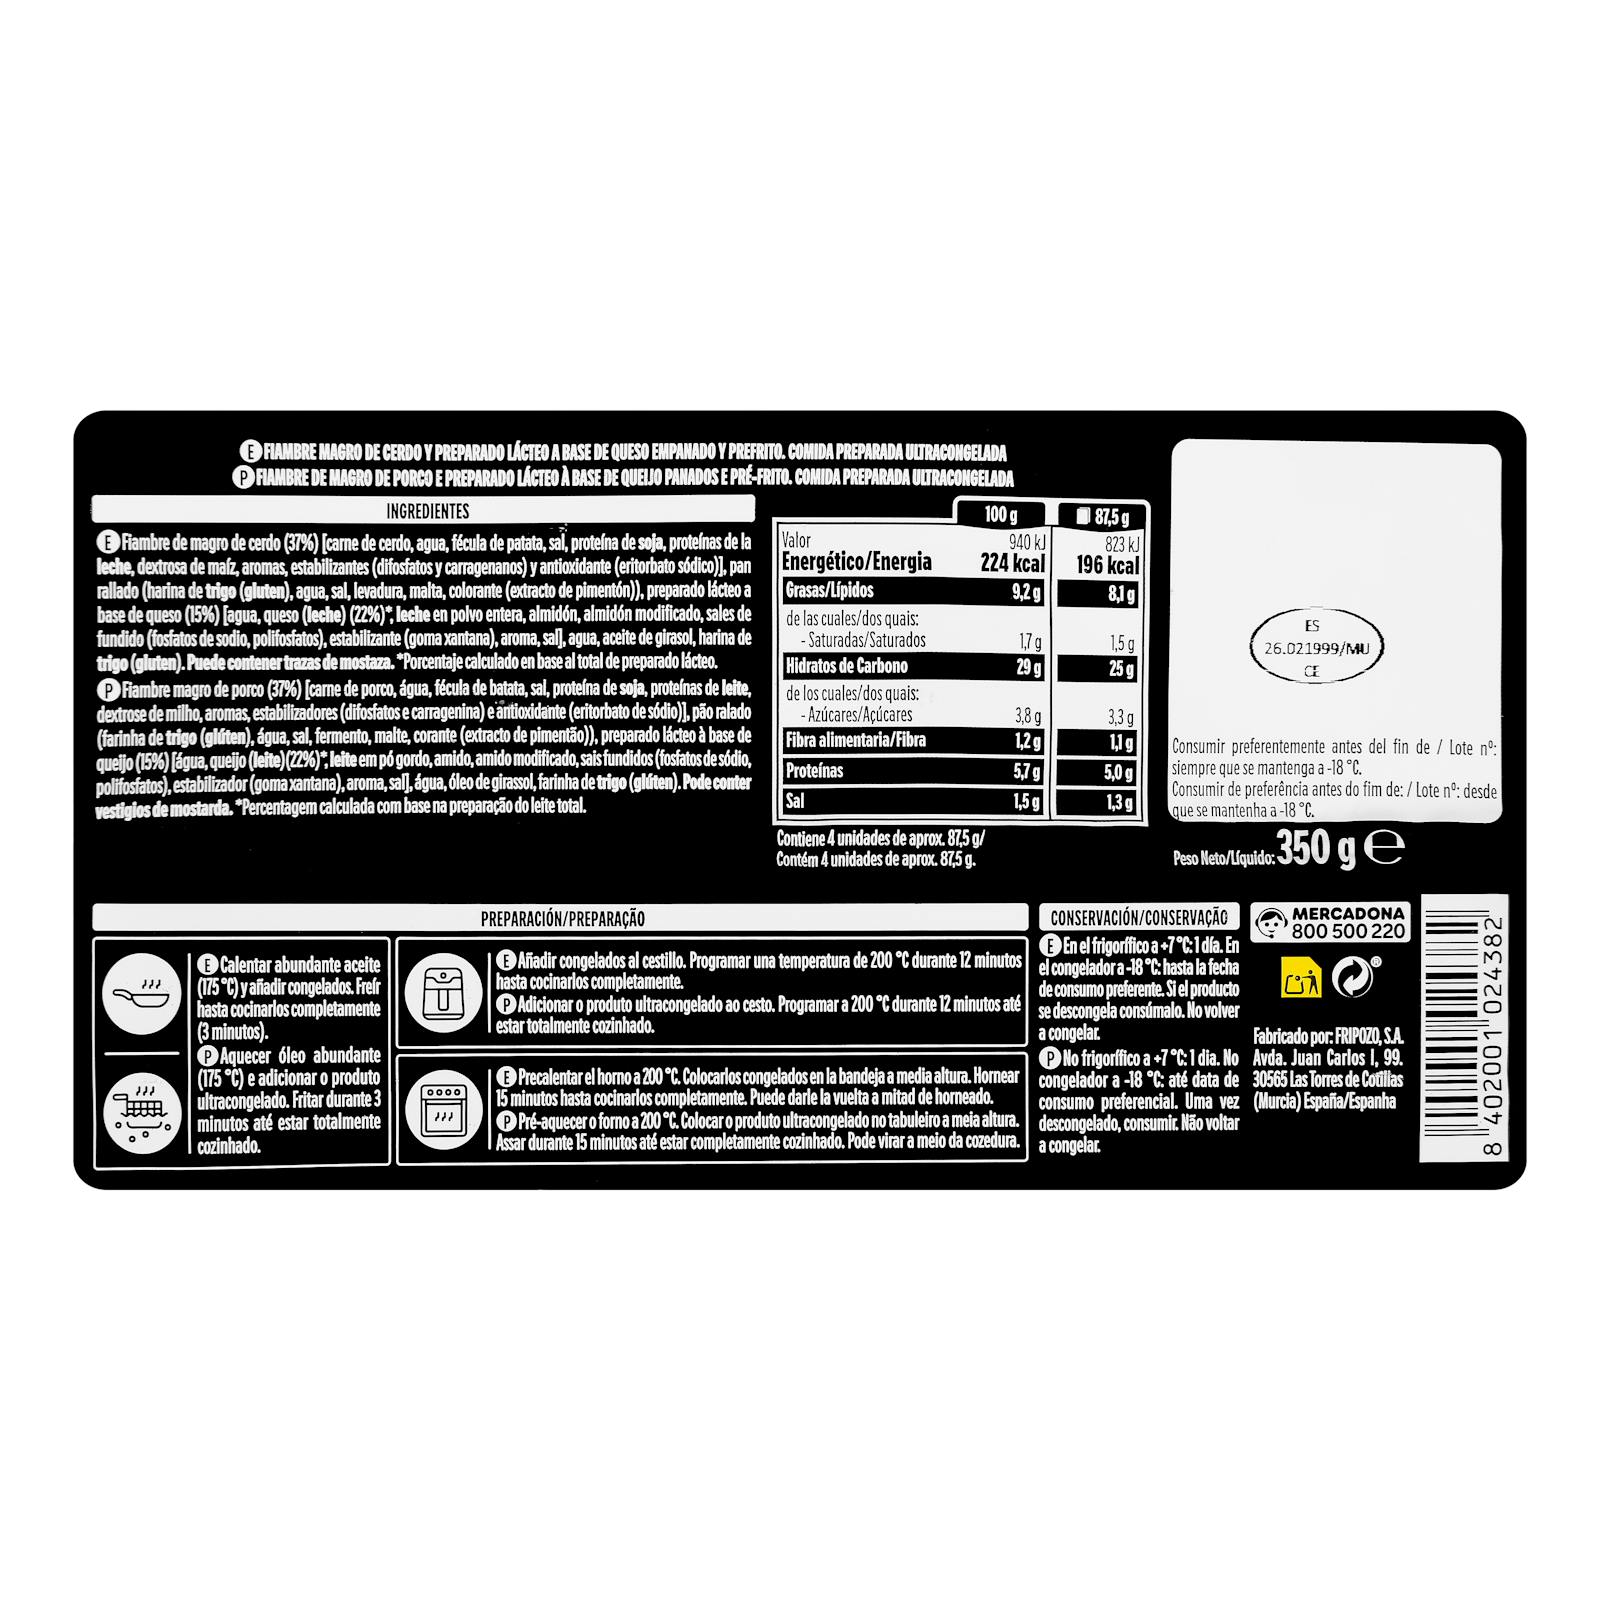 E FIAMBRE MAGRO DE CERDO Y PREPARADO LÁCTEO A BASE DE QUESO EMPANADO Y PREFRITO. COMIDA PREPARADA ULTRACONGELADA
P FIAMBRE DE MAGRO DE PORCO E PREPARADO LÁCTEO À BASE DE QUEIJO PANADOS E PRÉ-FRITO. COMIDA PREPARADA ULTRACONGELADA
INGREDIENTES
E Fiambre de magro de cerdo (37%) [carne de cerdo, agua, fécula de patata, sal, proteína de soja, proteínas de la
leche, dextrosa de maíz, aromas, estabilizantes (difosfatos y carragenanos) y antioxidante (eritorbato sódico)], pan
rallado (harina de trigo (gluten), agua, sal, levadura, malta, colorante (extracto de pimentón)), preparado lácteo a
base de queso (15%) [agua, queso (leche) (22%)*, leche en polvo entera, almidón, almidón modificado, sales de
fundido (fosfatos de sodio, polifosfatos), estabilizante (goma xantana), aroma, sal], agua, aceite de girasol, harina de
trigo (gluten). Puede contener trazas de mostaza. *Porcentaje calculado en base al total de preparado lácteo.
P Fiambre magro de porco (37%) [carne de porco, água, fécula de batata, sal, proteína de soja, proteínas de leite,
dextrose de milho, aromas, estabilizadores (difosfatos e carragenina) e antioxidante (eritorbato de sódio)], pão ralado
(farinha de trigo (glúten), água, sal, fermento, malte, corante (extracto de pimentão)), preparado lácteo à base de
queijo (15%) [água, queijo (leite)(22%)*, leite em pó gordo, amido, amido modificado, sais fundidos (fosfatos de sódio,
polifosfatos), estabilizador (goma xantana), aroma, sal], água, óleo de girassol, farinha de trigo (glúten). Pode conter
vestígios de mostarda. *Percentagem calculada com base na preparação do leite total.
100 g 87,5 g
Valor 940 kJ 823 kJ
Energético/Energia 224 kcal 196 kcal
Grasas/Lípidos 9,2 g 8,1 g
de las cuales/dos quais:
- Saturadas/Saturados 1,7 g 1,5 g
Hidratos de Carbono 29 g 25 g
de los cuales/dos quais:
- Azúcares/Açúcares 3,8 g 3,3 g
Fibra alimentaria/Fibra 1,2 g 1,1 g
Proteínas 5,7 g 5,0 g
Sal 1,5 g 1,3 g
Contiene 4 unidades de aprox. 87,5 g/
Contém 4 unidades de aprox. 87,5 g.
ES
26.021999/MU
CE
Consumir preferentemente antes del fin de / Lote nº:
siempre que se mantenga a -18 °C.
Consumir de preferência antes do fim de: / Lote nº: desde
que se mantenha a -18 °C.
Peso Neto/Líquido: 350 g e
PREPARACIÓN/PREPARAÇÃO
E Calentar abundante aceite
(175 °C) y añadir congelados. Freír
hasta cocinarlos completamente
(3 minutos).
P Aquecer óleo abundante
(175 °C) e adicionar o produto
ultracongelado. Fritar durante 3
minutos até estar totalmente
cozinhado.
E Añadir congelados al cestillo. Programar una temperatura de 200 °C durante 12 minutos
hasta cocinarlos completamente.
P Adicionar o produto ultracongelado ao cesto. Programar a 200 °C durante 12 minutos até
estar totalmente cozinhado.
E Precalentar el horno a 200 °C. Colocarlos congelados en la bandeja a media altura. Hornear
15 minutos hasta cocinarlos completamente. Puede darle la vuelta a mitad de horneado.
P Pré-aquecer o forno a 200 °C. Colocar o produto ultracongelado no tabuleiro a meia altura.
Assar durante 15 minutos até estar completamente cozinhado. Pode virar a meio da cozedura.
CONSERVACIÓN/CONSERVAÇÃO
E En el frigorífico a +7 °C: 1 día. En
el congelador a -18 °C: hasta la fecha
de consumo preferente. Si el producto
se descongela consúmalo. No volver
a congelar.
P No frigorífico a +7 °C: 1 dia. No
congelador a -18 °C: até data de
consumo preferencial. Uma vez
descongelado, consumir. Não voltar
a congelar.
MERCADONA
800 500 220
®
Fabricado por: FRIPOZO, S.A.
Avda. Juan Carlos I, 99.
30565 Las Torres de Cotillas
(Murcia) España/Espanha
8 402001 024382